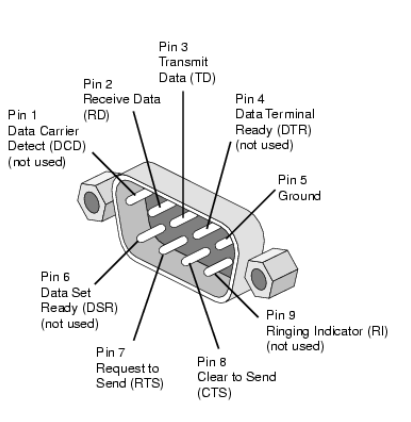 Pin 3
Transmit
Data (TD)
Pin 2
Receive Data
(RD)
Pin 4
Data Terminal
Ready (DTR)
(not used)
Pin 1
Data Carrier
Detect (DCD)
(not used)
Pin 5
Ground
Pin 6
Data Set
Ready (DSR)
(not used)
Pin 9
Ringing Indicator (RI)
(not used)
Pin 7
Request to
Send (RTS)
Pin 8
Clear to Send
(CTS)